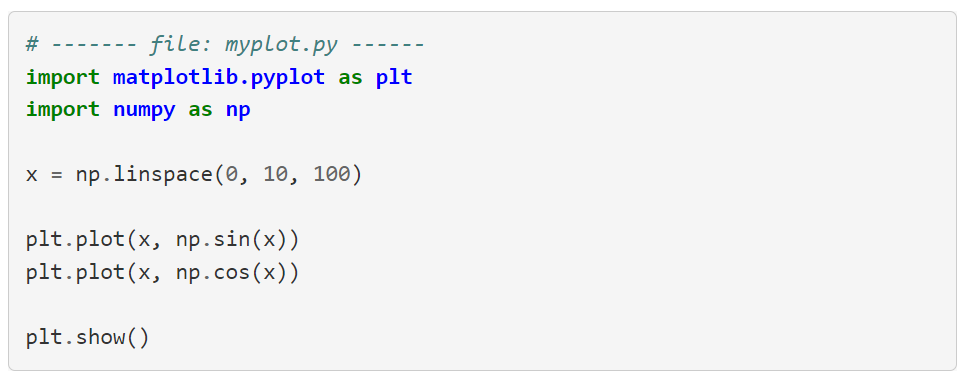 # ------- file: myplot.py ------
import matplotlib.pyplot as plt
import numpy as np
x = np.linspace(0, 10, 100)
plt.plot(x, np.sin(x))
plt.plot(x, np.cos(x))
plt.show()